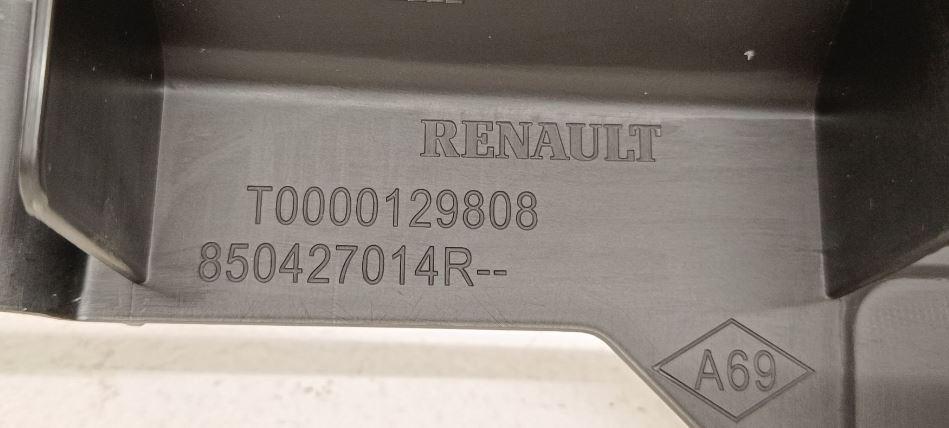 RENAULT
T0000129808
850427014R--
A69